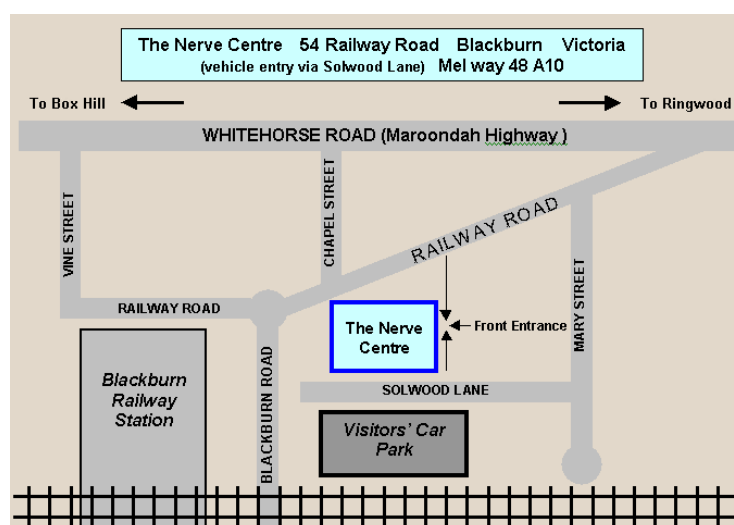 The Nerve Centre 54 Railway Road Blackburn Victoria
(vehicle entry via Solwood Lane) Mel way 48 A10
To Box Hill
To Ringwood
WHITEHORSE ROAD (Maroondah Highway )
VINE STREET
CHAPEL STREET
RAILWAY ROAD
MARY STREET
RAILWAY ROAD
The Nerve
Centre
Front Entrance
Blackburn
Railway
Station
BLACKBURN ROAD
SOLWOOD LANE
Visitors' Car
Park